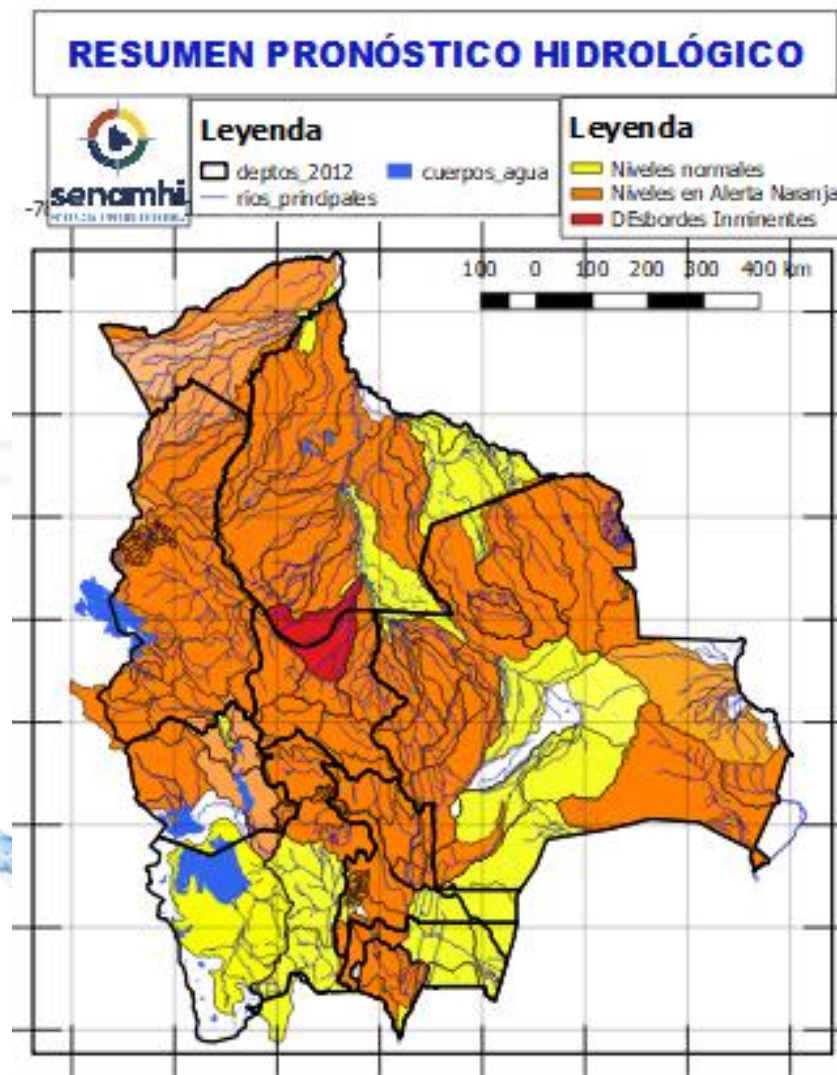 RESUMEN PRONÓSTICO HIDROLÓGICO
senamhi
Leyenda
deptos_2012
cuerpos_agua
rios_principales
Leyenda
Niveles normales
Niveles en Alerta Naranja
DEsbordes Inminentes
100 0 100 200 300 400 km